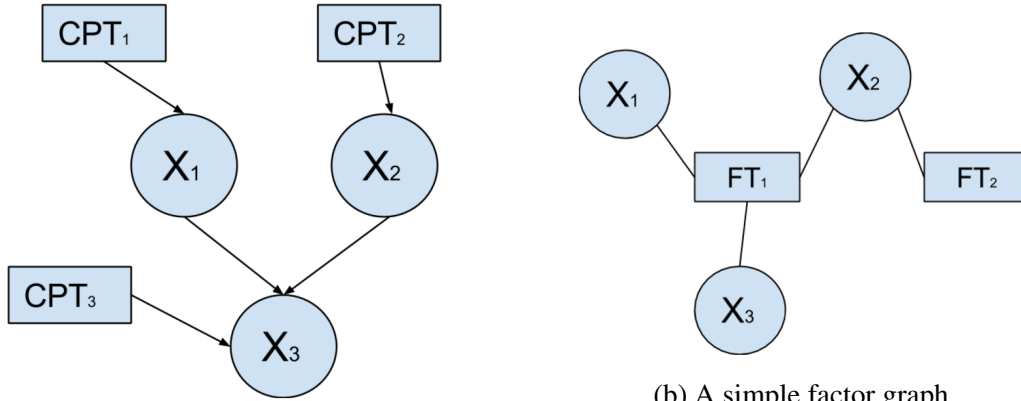 CPT₁
CPT₂
X₁
X₂
CPT₃
X₃
X₁
X₂
FT₁
FT₂
X₃
(b) A simple factor graph